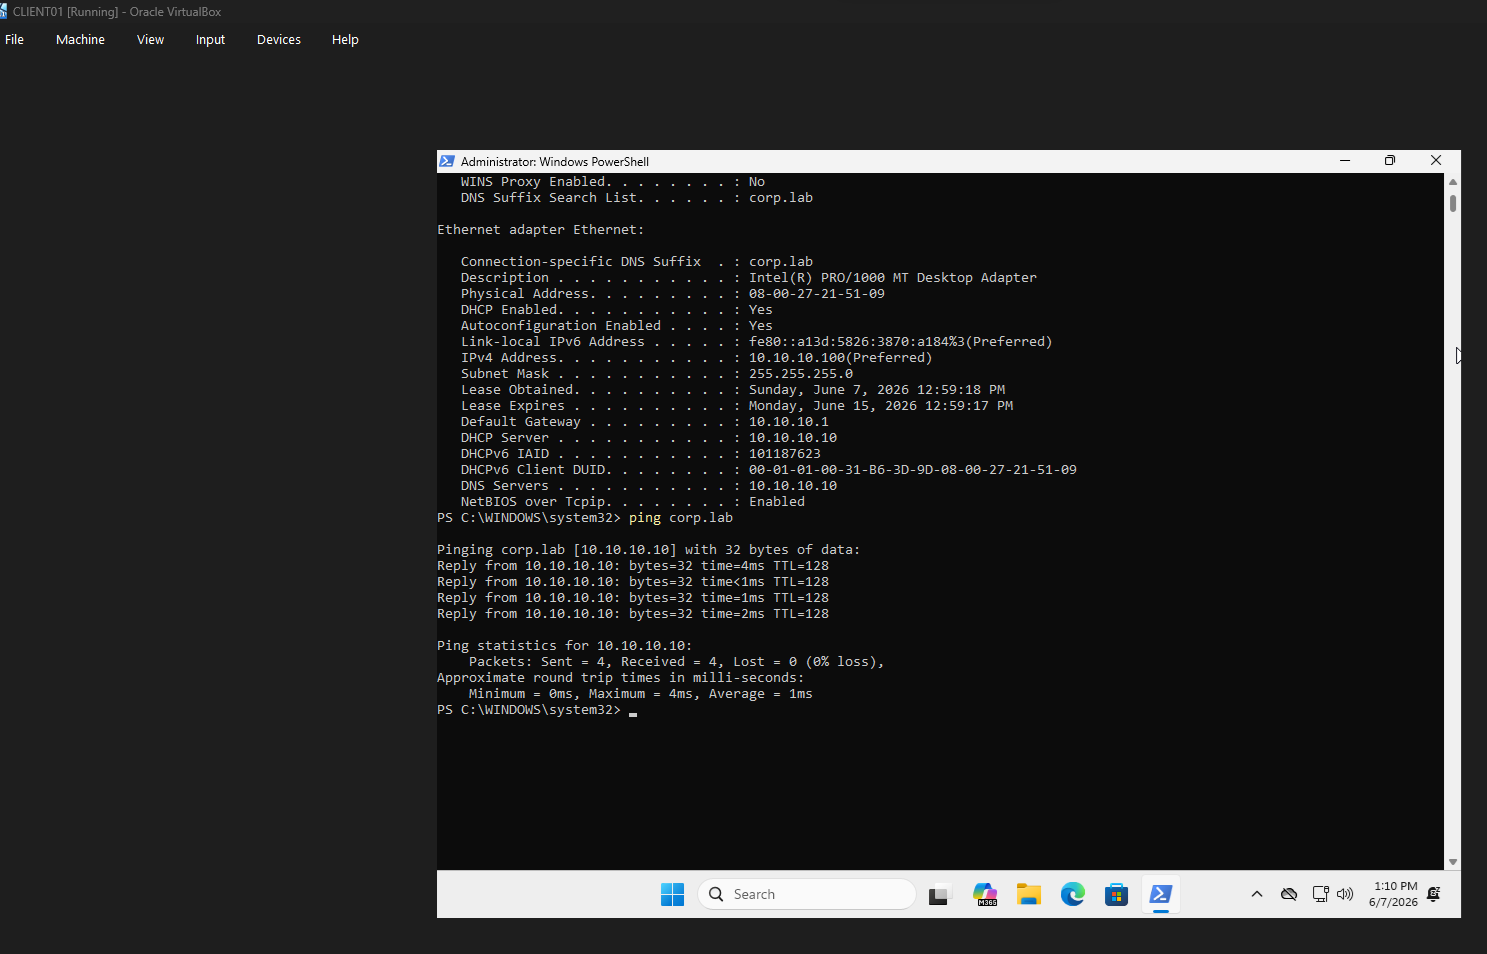 CLIENT01 [Running] - Oracle VirtualBox
File Machine View Input Devices Help
Administrator: Windows PowerShell
   WINS Proxy Enabled. . . . . . . . : No
   DNS Suffix Search List. . . . . . : corp.lab
Ethernet adapter Ethernet:
   Connection-specific DNS Suffix  . : corp.lab
   Description . . . . . . . . . . . : Intel(R) PRO/1000 MT Desktop Adapter
   Physical Address. . . . . . . . . : 08-00-27-21-51-09
   DHCP Enabled. . . . . . . . . . . : Yes
   Autoconfiguration Enabled . . . . : Yes
   Link-local IPv6 Address . . . . . : fe80::a13d:5826:3870:a184%3(Preferred)
   IPv4 Address. . . . . . . . . . . : 10.10.10.100(Preferred)
   Subnet Mask . . . . . . . . . . . : 255.255.255.0
   Lease Obtained. . . . . . . . . . : Sunday, June 7, 2026 12:59:18 PM
   Lease Expires . . . . . . . . . . : Monday, June 15, 2026 12:59:17 PM
   Default Gateway . . . . . . . . . : 10.10.10.1
   DHCP Server . . . . . . . . . . . : 10.10.10.10
   DHCPv6 IAID . . . . . . . . . . . : 101187623
   DHCPv6 Client DUID. . . . . . . . : 00-01-01-00-31-B6-3D-9D-08-00-27-21-51-09
   DNS Servers . . . . . . . . . . . : 10.10.10.10
   NetBIOS over Tcpip. . . . . . . . : Enabled
PS C:\WINDOWS\system32> ping corp.lab
Pinging corp.lab [10.10.10.10] with 32 bytes of data:
Reply from 10.10.10.10: bytes=32 time=4ms TTL=128
Reply from 10.10.10.10: bytes=32 time<1ms TTL=128
Reply from 10.10.10.10: bytes=32 time=1ms TTL=128
Reply from 10.10.10.10: bytes=32 time=2ms TTL=128
Ping statistics for 10.10.10.10:
    Packets: Sent = 4, Received = 4, Lost = 0 (0% loss),
Approximate round trip times in milli-seconds:
    Minimum = 0ms, Maximum = 4ms, Average = 1ms
PS C:\WINDOWS\system32>
Search
M365
1:10 PM
6/7/2026